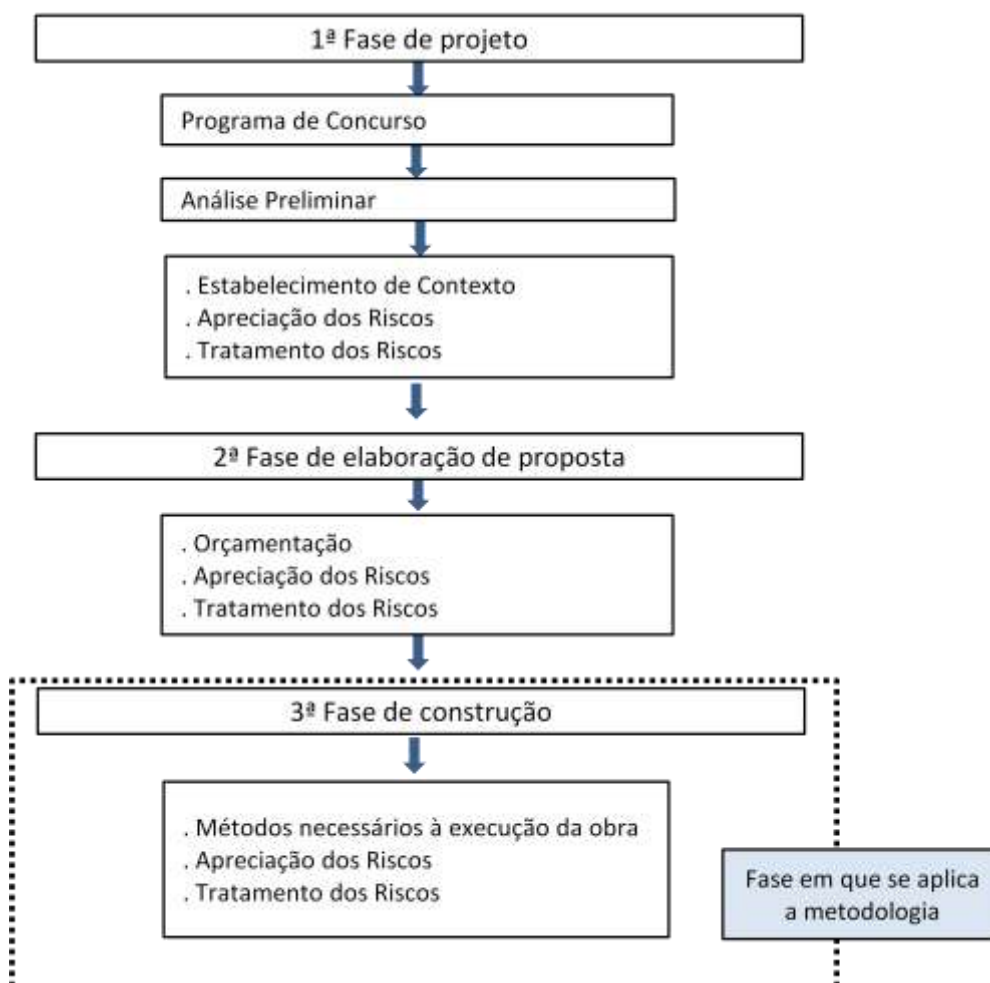 1ª Fase de projeto
Programa de Concurso
Análise Preliminar
. Estabelecimento de Contexto
. Apreciação dos Riscos
. Tratamento dos Riscos
2ª Fase de elaboração de proposta
. Orçamentação
. Apreciação dos Riscos
. Tratamento dos Riscos
3ª Fase de construção
. Métodos necessários à execução da obra
. Apreciação dos Riscos
. Tratamento dos Riscos
Fase em que se aplica
a metodologia